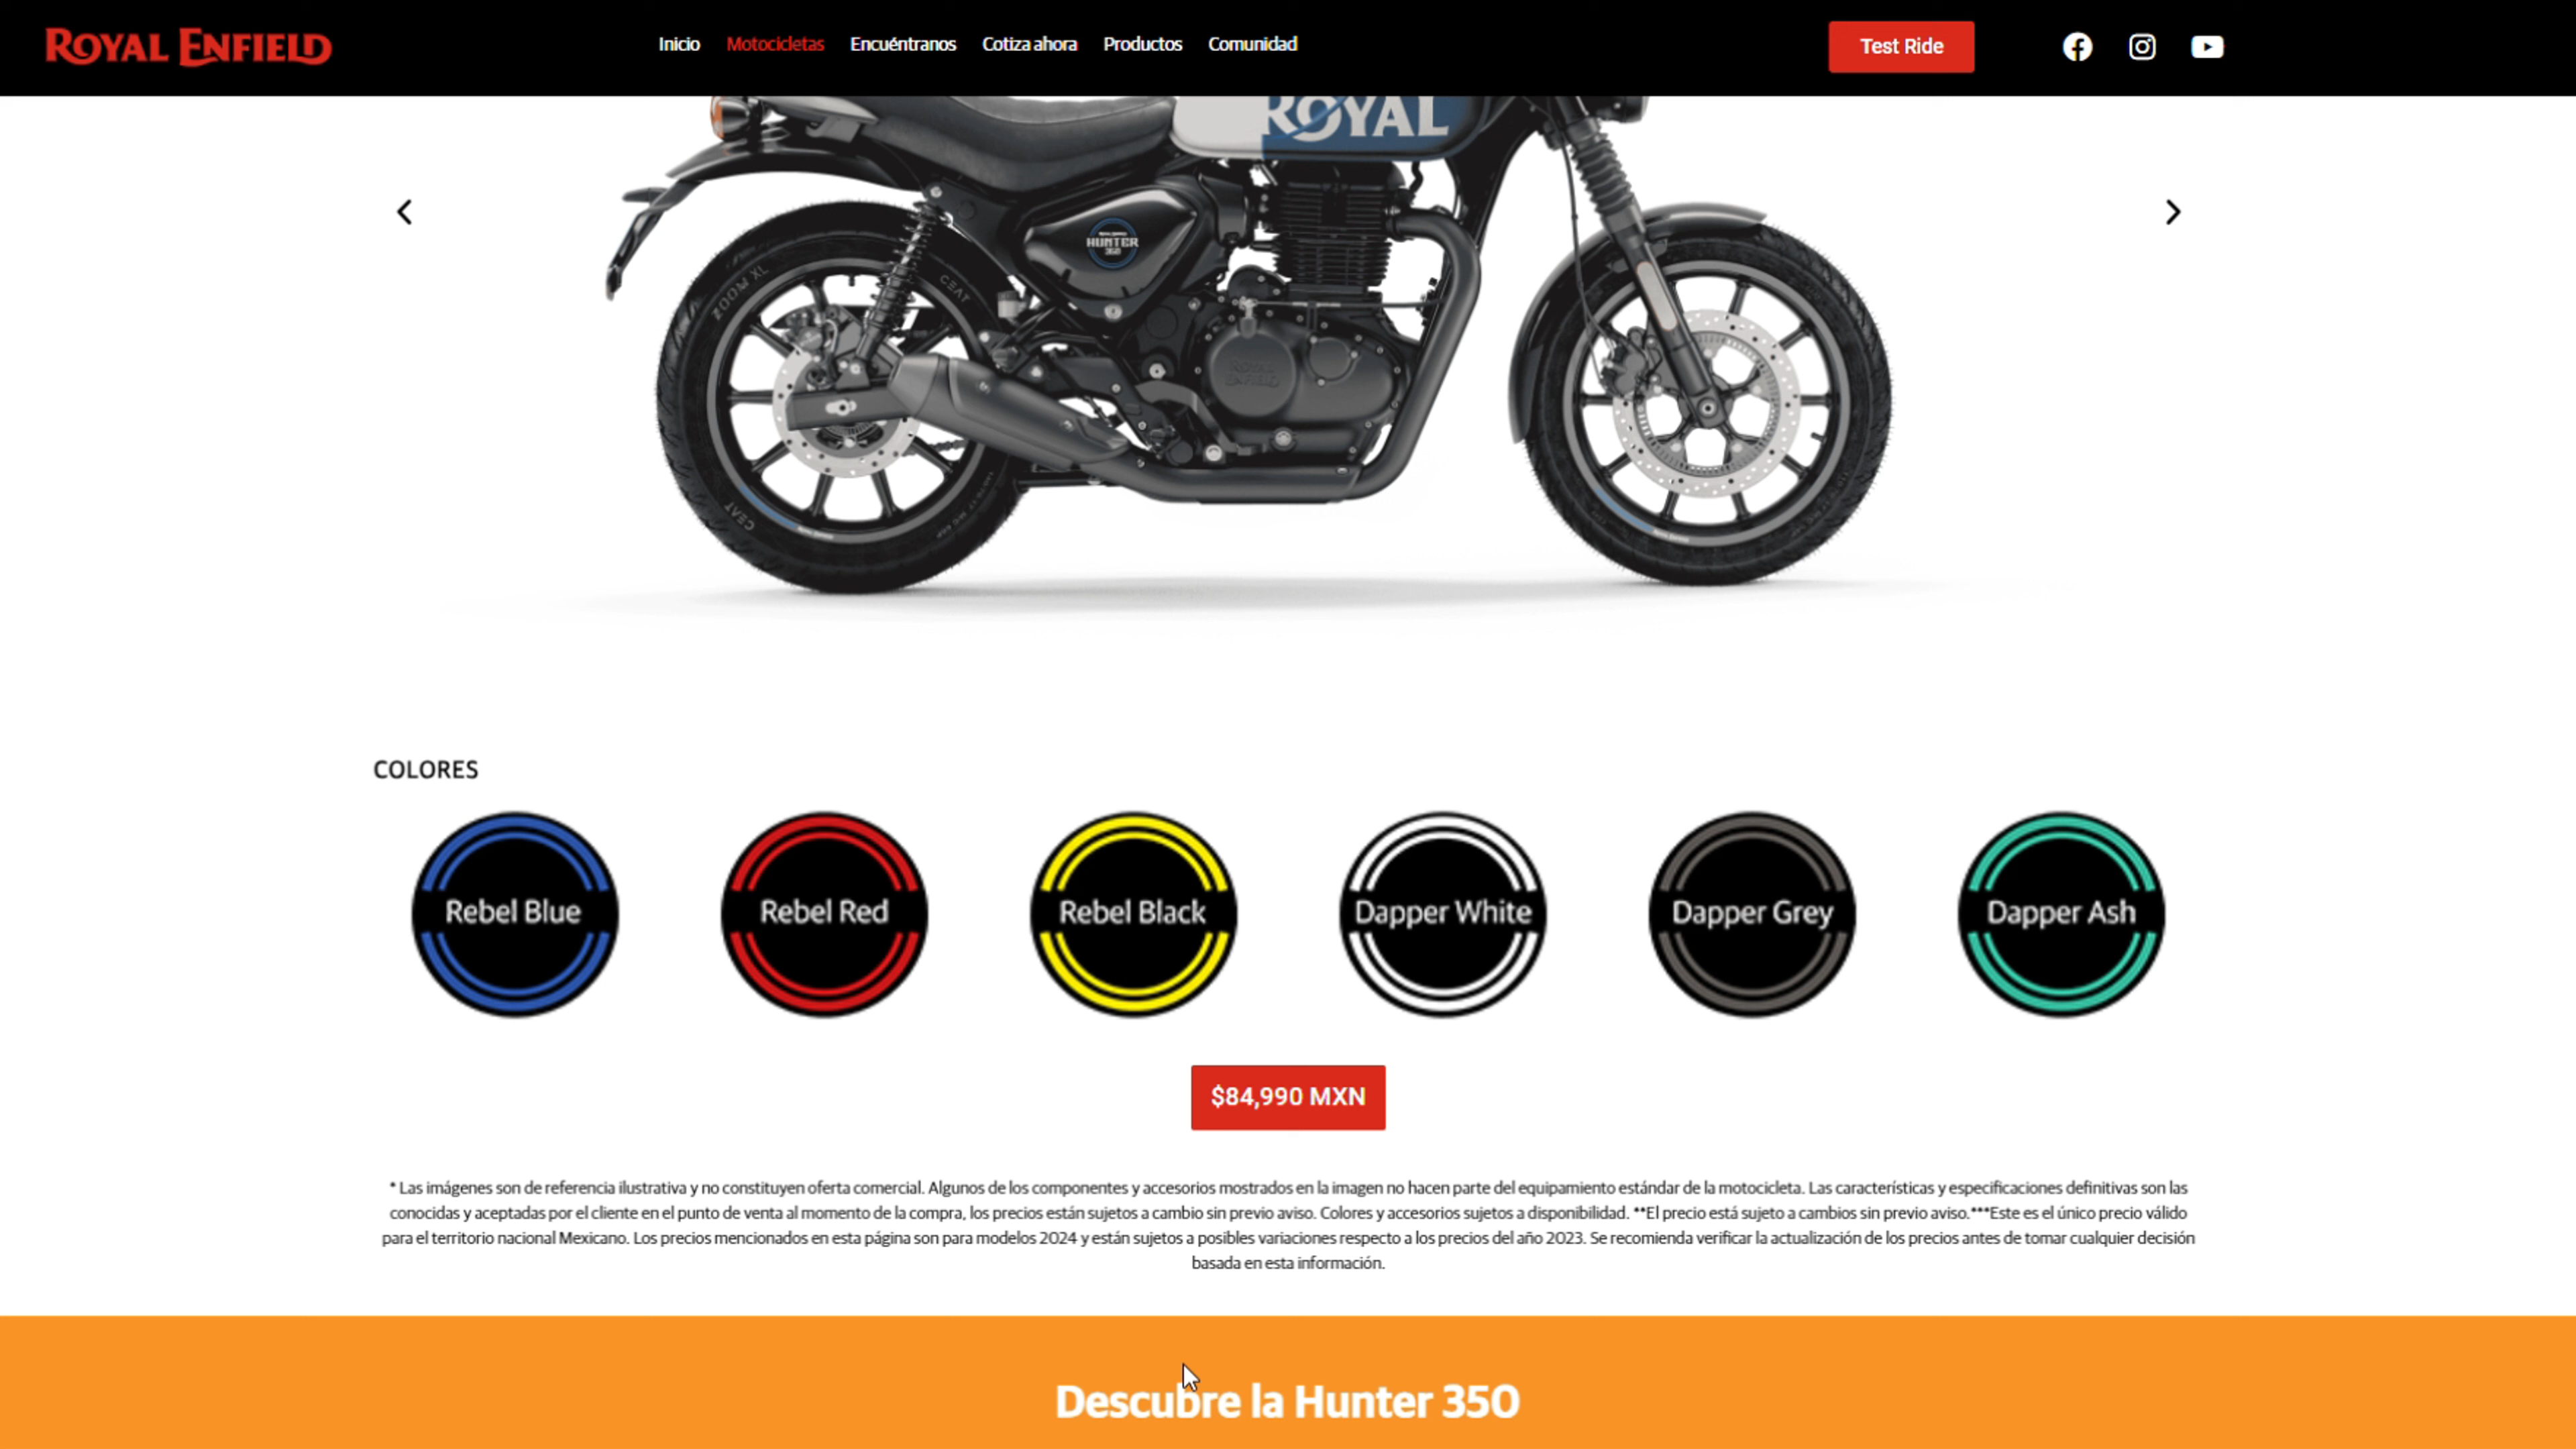 ROYAL ENFIELD
Inicio Motocicletas Encuéntranos Cotiza ahora Productos Comunidad
Test Ride
ROYAL
HUNTER
350
ZOOM XL
CEAT
ROYAL
ENFIELD
CEAT
COLORES
Rebel Blue
Rebel Red
Rebel Black
Dapper White
Dapper Grey
Dapper Ash
$84,990 MXN
* Las imágenes son de referencia ilustrativa y no constituyen oferta comercial. Algunos de los componentes y accesorios mostrados en la imagen no hacen parte del equipamiento estándar de la motocicleta. Las características y especificaciones definitivas son las
conocidas y aceptadas por el cliente en el punto de venta al momento de la compra, los precios están sujetos a cambio sin previo aviso. Colores y accesorios sujetos a disponibilidad. **El precio está sujeto a cambios sin previo aviso.***Este es el único precio válido
para el territorio nacional Mexicano. Los precios mencionados en esta página son para modelos 2024 y están sujetos a posibles variaciones respecto a los precios del año 2023. Se recomienda verificar la actualización de los precios antes de tomar cualquier decisión
basada en esta información.
Descubre la Hunter 350